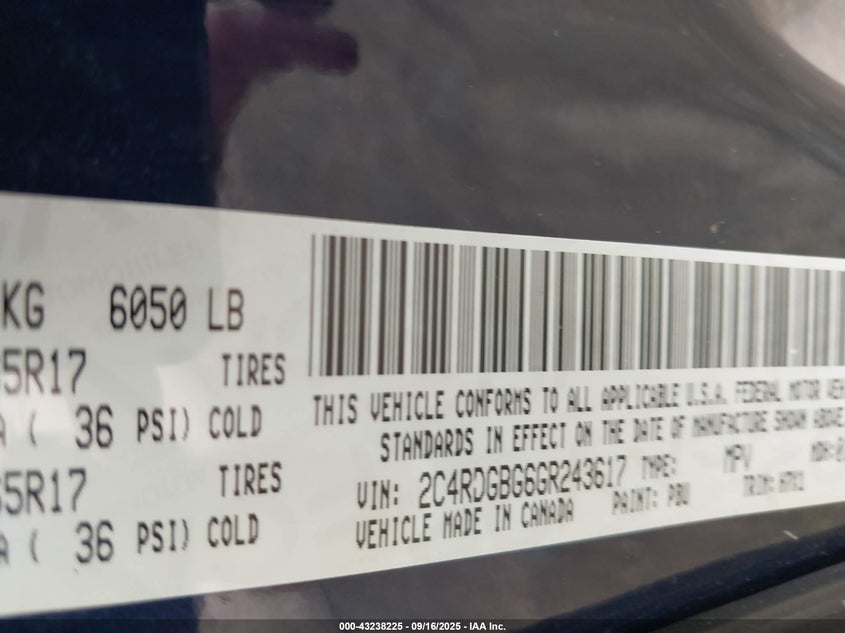 KG 6050 LB
5R17 TIRES
( 36 PSI) COLD
5R17 TIRES
( 36 PSI) COLD
THIS VEHICLE CONFORMS TO ALL APPLICABLE U.S.A. FEDERAL MOTOR VEH
STANDARDS IN EFFECT ON THE DATE OF MANUFACTURE SHOWN ABOVE.
VIN: 2C4RDGBG6GR243617 TYPE: MPV
VEHICLE MADE IN CANADA PAINT: PBU TRIM:
000-43238225 - 09/16/2025 - IAA Inc.